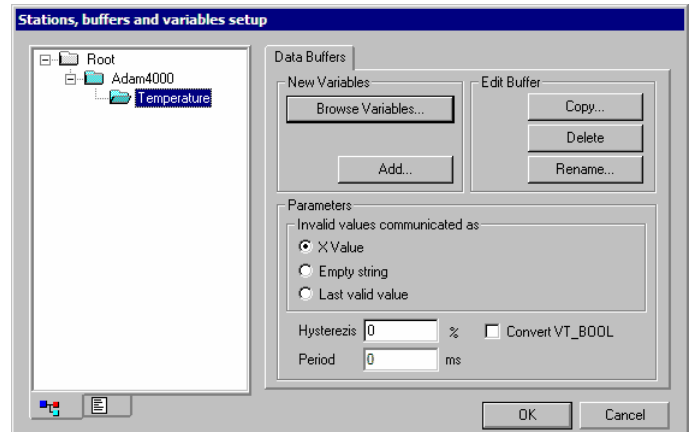 Stations, buffers and variables setup
Root
Adam4000
Temperature
Data Buffers
New Variables
Browse Variables...
Add...
Edit Buffer
Copy...
Delete
Rename...
Parameters
Invalid values communicated as
X Value
Empty string
Last valid value
Hysterezis 0 % Convert VT_BOOL
Period 0 ms
OK Cancel